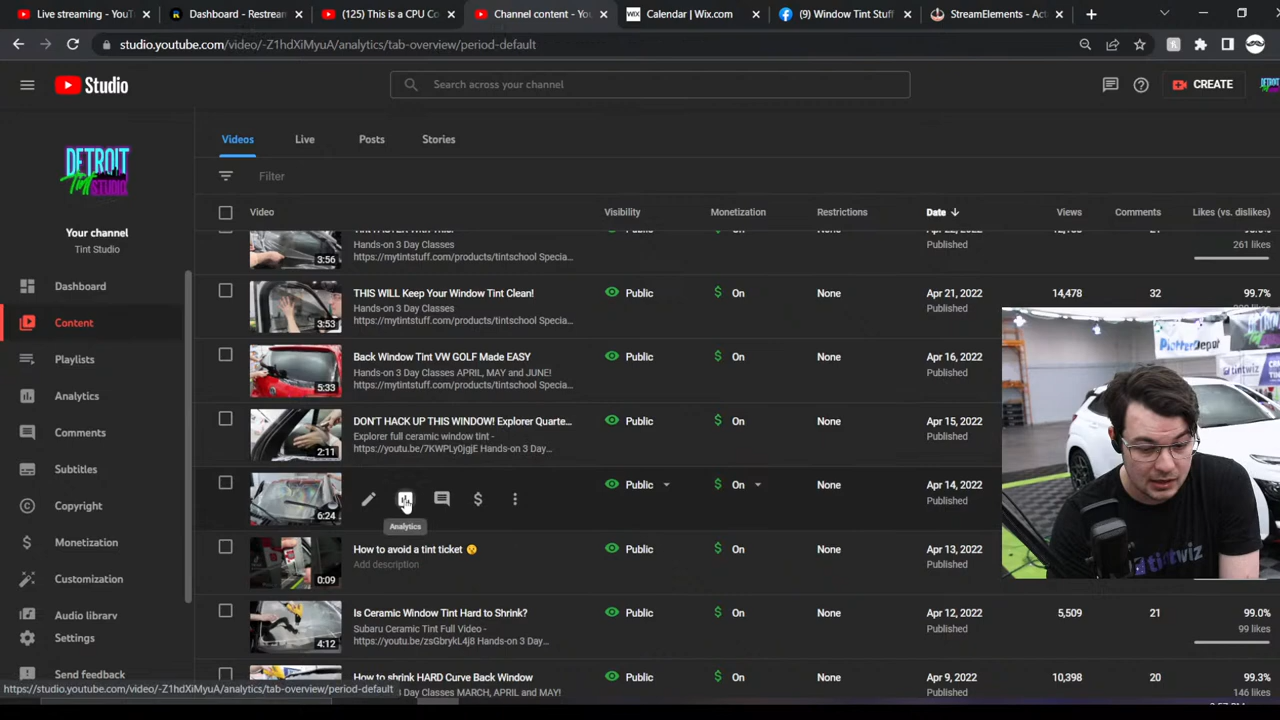 Live streaming - YouT
Dashboard - Restream
(125) This is a CPU Co
Channel content - You
WIX Calendar | Wix.com
(9) Window Tint Stuff
StreamElements - Act
studio.youtube.com/video/-Z1hdXiMyuA/analytics/tab-overview/period-default
Studio
Search across your channel
CREATE
DETROIT
Tint STUDIO
Your channel
Tint Studio
Dashboard
Content
Playlists
Analytics
Comments
Subtitles
Copyright
Monetization
Customization
Audio library
Settings
Send feedback
Videos Live Posts Stories
Filter
Video Visibility Monetization Restrictions Date Views Comments Likes (vs. dislikes)
Hands-on 3 Day Classes Published 261 likes
https://mytintstuff.com/products/tintschool Specia...
3:56
THIS WILL Keep Your Window Tint Clean! Public On None Apr 21, 2022 14,478 32 99.7%
Hands-on 3 Day Classes Published
https://mytintstuff.com/products/tintschool Specia...
3:53
Back Window Tint VW GOLF Made EASY Public On None Apr 16, 2022
Hands-on 3 Day Classes APRIL, MAY and JUNE! Published
https://mytintstuff.com/products/tintschool Specia...
5:33
DON'T HACK UP THIS WINDOW! Explorer Quarte... Public On None Apr 15, 2022
Explorer full ceramic window tint - Published
https://youtu.be/7KWPLy0jgjE Hands-on 3 Day...
2:11
Public On None Apr 14, 2022
Published
6:24
Analytics
How to avoid a tint ticket 😯 Public On None Apr 13, 2022
Add description Published
0:09
Is Ceramic Window Tint Hard to Shrink? Public On None Apr 12, 2022 5,509 21 99.0%
Subaru Ceramic Tint Full Video - Published 99 likes
https://youtu.be/zsGbrykL4j8 Hands-on 3 Day...
4:12
How to shrink HARD Curve Back Window Public On None Apr 9, 2022 10,398 20 99.3%
3 Day Classes MARCH, APRIL and MAY! Published 146 likes
https://studio.youtube.com/video/-Z1hdXiMyuA/analytics/tab-overview/period-default
PlotterDepot
tintwiz
tintwiz